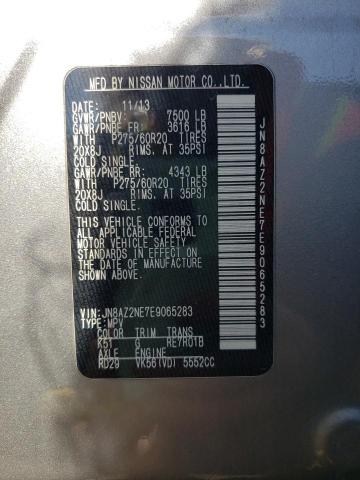 MFD BY NISSAN MOTOR CO.,LTD.
DATE: 11/13
GVWR/PNBV: 7500 LB
GAWR/PNBE FR: 3616 LB
WITH P275/60R20 TIRES
20X8J RIMS, AT 35PSI
COLD SINGLE.
GAWR/PNBE RR: 4343 LB
WITH P275/60R20 TIRES
20X8J RIMS, AT 35PSI
COLD SINGLE.
THIS VEHICLE CONFORMS TO
ALL APPLICABLE FEDERAL
MOTOR VEHICLE SAFETY
STANDARDS IN EFFECT ON
THE DATE OF MANUFACTURE
SHOWN ABOVE.
VIN:JN8AZ2NE7E9065283
TYPE:MPV
COLOR TRIM TRANS
K51 G RE7R01B
AXLE ENGINE
RD29 VK56(VD) 5552CC
JN8AZ2NE7E9065283